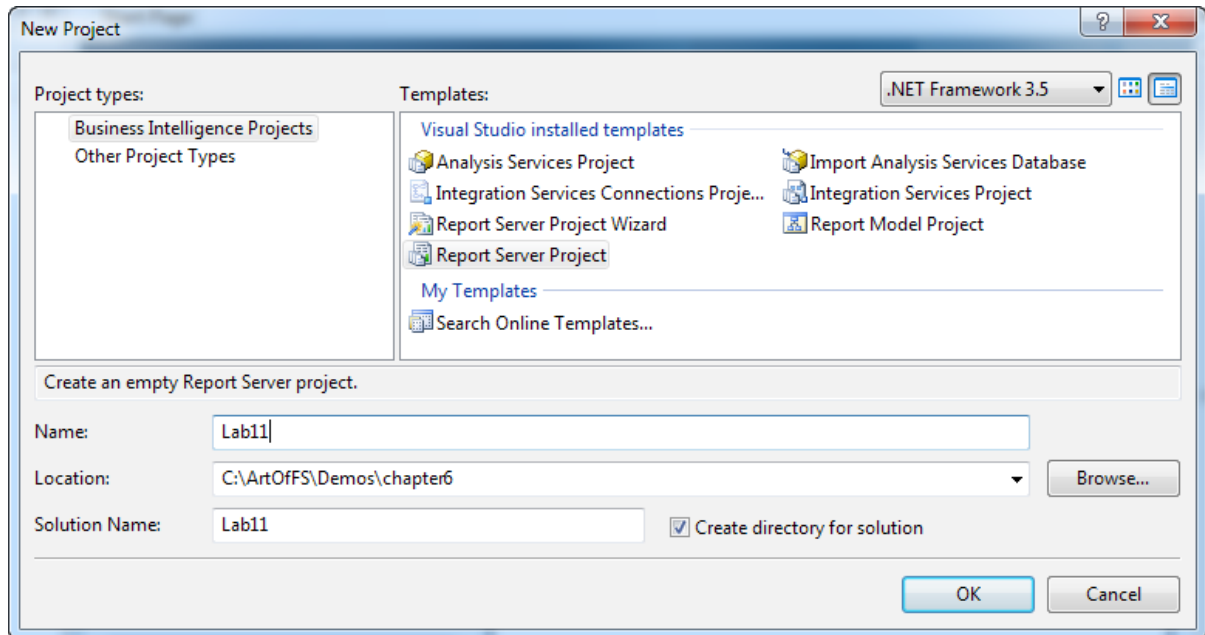 New Project
Project types:
Templates:
.NET Framework 3.5
Business Intelligence Projects
Other Project Types
Visual Studio installed templates
Analysis Services Project
Import Analysis Services Database
Integration Services Connections Proje...
Integration Services Project
Report Server Project Wizard
Report Model Project
Report Server Project
My Templates
Search Online Templates...
Create an empty Report Server project.
Name:
Lab11
Location:
C:\ArtOfFS\Demos\chapter6
Browse...
Solution Name:
Lab11
Create directory for solution
OK
Cancel